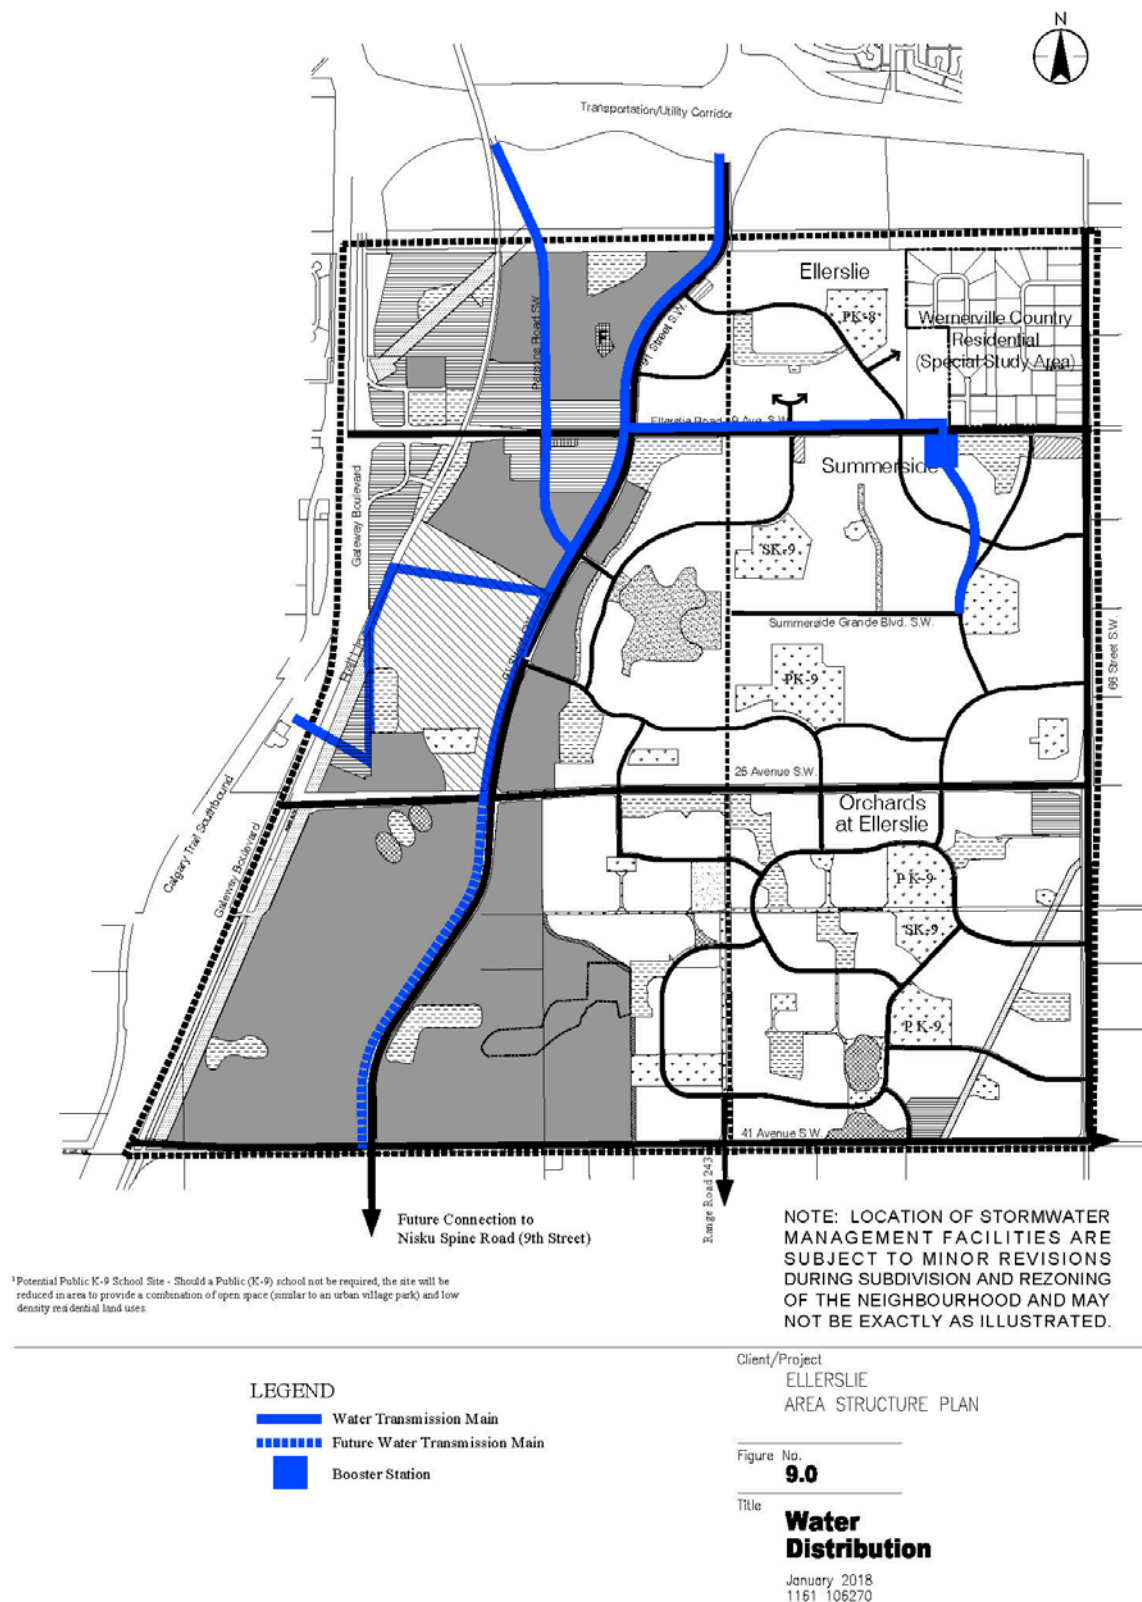 N
Transportation/Utility Corridor
Ellerslie
PK-8
Wernerville Country
Residential
(Special Study Area)
Parsons Road SW
F
91 Street S.W.
Ellerslie Road (9 Ave. S.W.
Gateway Boulevard
Summerside
SK-9
Summerside Grande Blvd. S.W.
66 Street S.W.
PK-9
25 Avenue S.W.
Orchards
at Ellerslie
Calgary Trail Southbound
Gateway Boulevard
PK-9
SK-9
PK-9
41 Avenue S.W.
Range Road 243
Future Connection to
Nisku Spine Road (9th Street)
NOTE: LOCATION OF STORMWATER
MANAGEMENT FACILITIES ARE
SUBJECT TO MINOR REVISIONS
DURING SUBDIVISION AND REZONING
OF THE NEIGHBOURHOOD AND MAY
NOT BE EXACTLY AS ILLUSTRATED.
¹ Potential Public K-9 School Site - Should a Public (K-9) school not be required, the site will be
reduced in area to provide a combination of open space (similar to an urban village park) and low
density residential land uses.
LEGEND
Water Transmission Main
Future Water Transmission Main
Booster Station
Client/Project
ELLERSLIE
AREA STRUCTURE PLAN
Figure No.
9.0
Title
Water
Distribution
January 2018
1161 106270